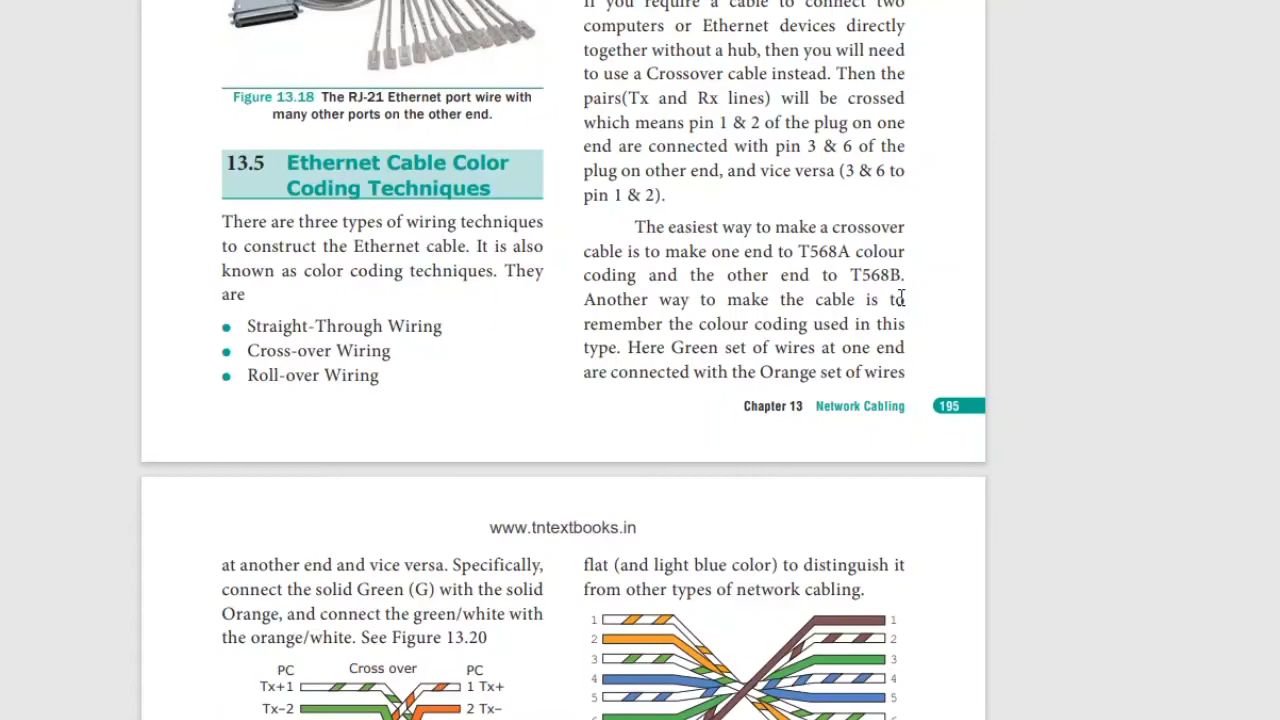 Figure 13.18 The RJ-21 Ethernet port wire with
many other ports on the other end.
13.5 Ethernet Cable Color
Coding Techniques
There are three types of wiring techniques
to construct the Ethernet cable. It is also
known as color coding techniques. They
are
● Straight-Through Wiring
● Cross-over Wiring
● Roll-over Wiring
If you require a cable to connect two
computers or Ethernet devices directly
together without a hub, then you will need
to use a Crossover cable instead. Then the
pairs(Tx and Rx lines) will be crossed
which means pin 1 & 2 of the plug on one
end are connected with pin 3 & 6 of the
plug on other end, and vice versa (3 & 6 to
pin 1 & 2).
The easiest way to make a crossover
cable is to make one end to T568A colour
coding and the other end to T568B.
Another way to make the cable is to
remember the colour coding used in this
type. Here Green set of wires at one end
are connected with the Orange set of wires
Chapter 13 Network Cabling 195
www.tntextbooks.in
at another end and vice versa. Specifically,
connect the solid Green (G) with the solid
Orange, and connect the green/white with
the orange/white. See Figure 13.20
PC Cross over PC
Tx+1 1 Tx+
Tx−2 2 Tx−
flat (and light blue color) to distinguish it
from other types of network cabling.
1 1
2 2
3 3
4 4
5 5